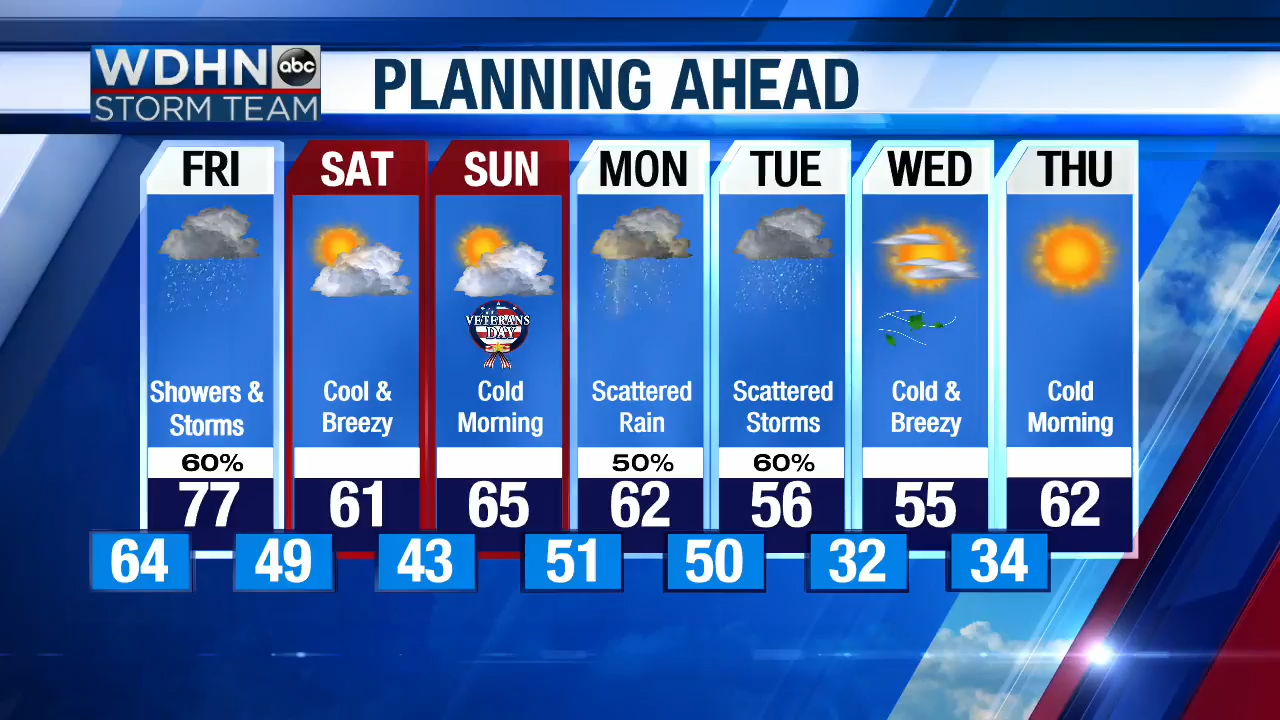 WDHN abc
STORM TEAM
PLANNING AHEAD
FRI
SAT
SUN
MON
TUE
WED
THU
VETERANS
DAY
Showers &
Storms
Cool &
Breezy
Cold
Morning
Scattered
Rain
Scattered
Storms
Cold &
Breezy
Cold
Morning
60%
50%
60%
77
61
65
62
56
55
62
64
49
43
51
50
32
34